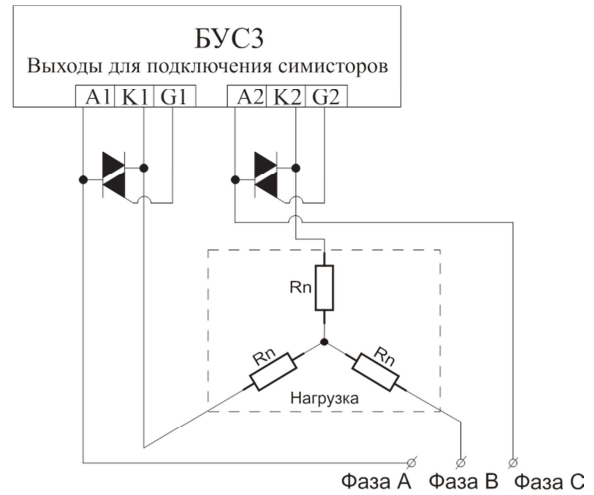 БУС3
Выходы для подключения симисторов
A1 K1 G1 A2 K2 G2
Rn
Rn Rn
Нагрузка
Фаза A Фаза B Фаза C